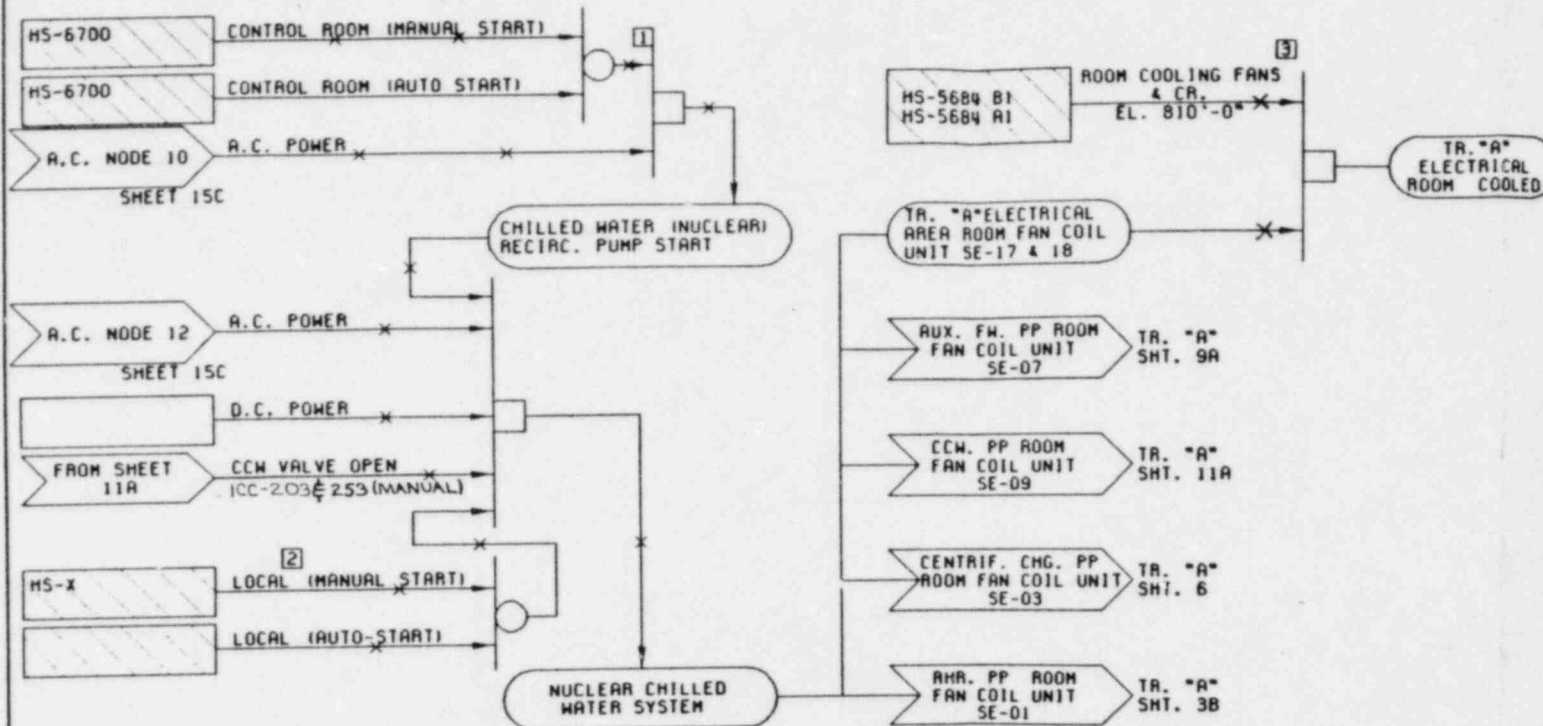 HS-6700
CONTROL ROOM (MANUAL START)
HS-6700
CONTROL ROOM (AUTO START)
A.C. NODE 10
A.C. POWER
SHEET 15C
1
CHILLED WATER (NUCLEAR)
RECIRC. PUMP START
A.C. NODE 12
A.C. POWER
SHEET 15C
D.C. POWER
FROM SHEET
11A
CCW VALVE OPEN
1CC-203 & 253 (MANUAL)
2
HS-X
LOCAL (MANUAL START)
LOCAL (AUTO-START)
NUCLEAR CHILLED
WATER SYSTEM
3
HS-5684 B1
HS-5684 A1
ROOM COOLING FANS
& CR.
EL. 810'-0"
TR. "A"
ELECTRICAL
ROOM COOLED
TR. "A" ELECTRICAL
AREA ROOM FAN COIL
UNIT SE-17 & 18
AUX. FW. PP ROOM
FAN COIL UNIT
SE-07
TR. "A"
SHT. 9A
CCW. PP ROOM
FAN COIL UNIT
SE-09
TR. "A"
SHT. 11A
CENTRIF. CHG. PP
ROOM FAN COIL UNIT
SE-03
TR. "A"
SHT. 6
RHR. PP ROOM
FAN COIL UNIT
SE-01
TR. "A"
SHT. 3B